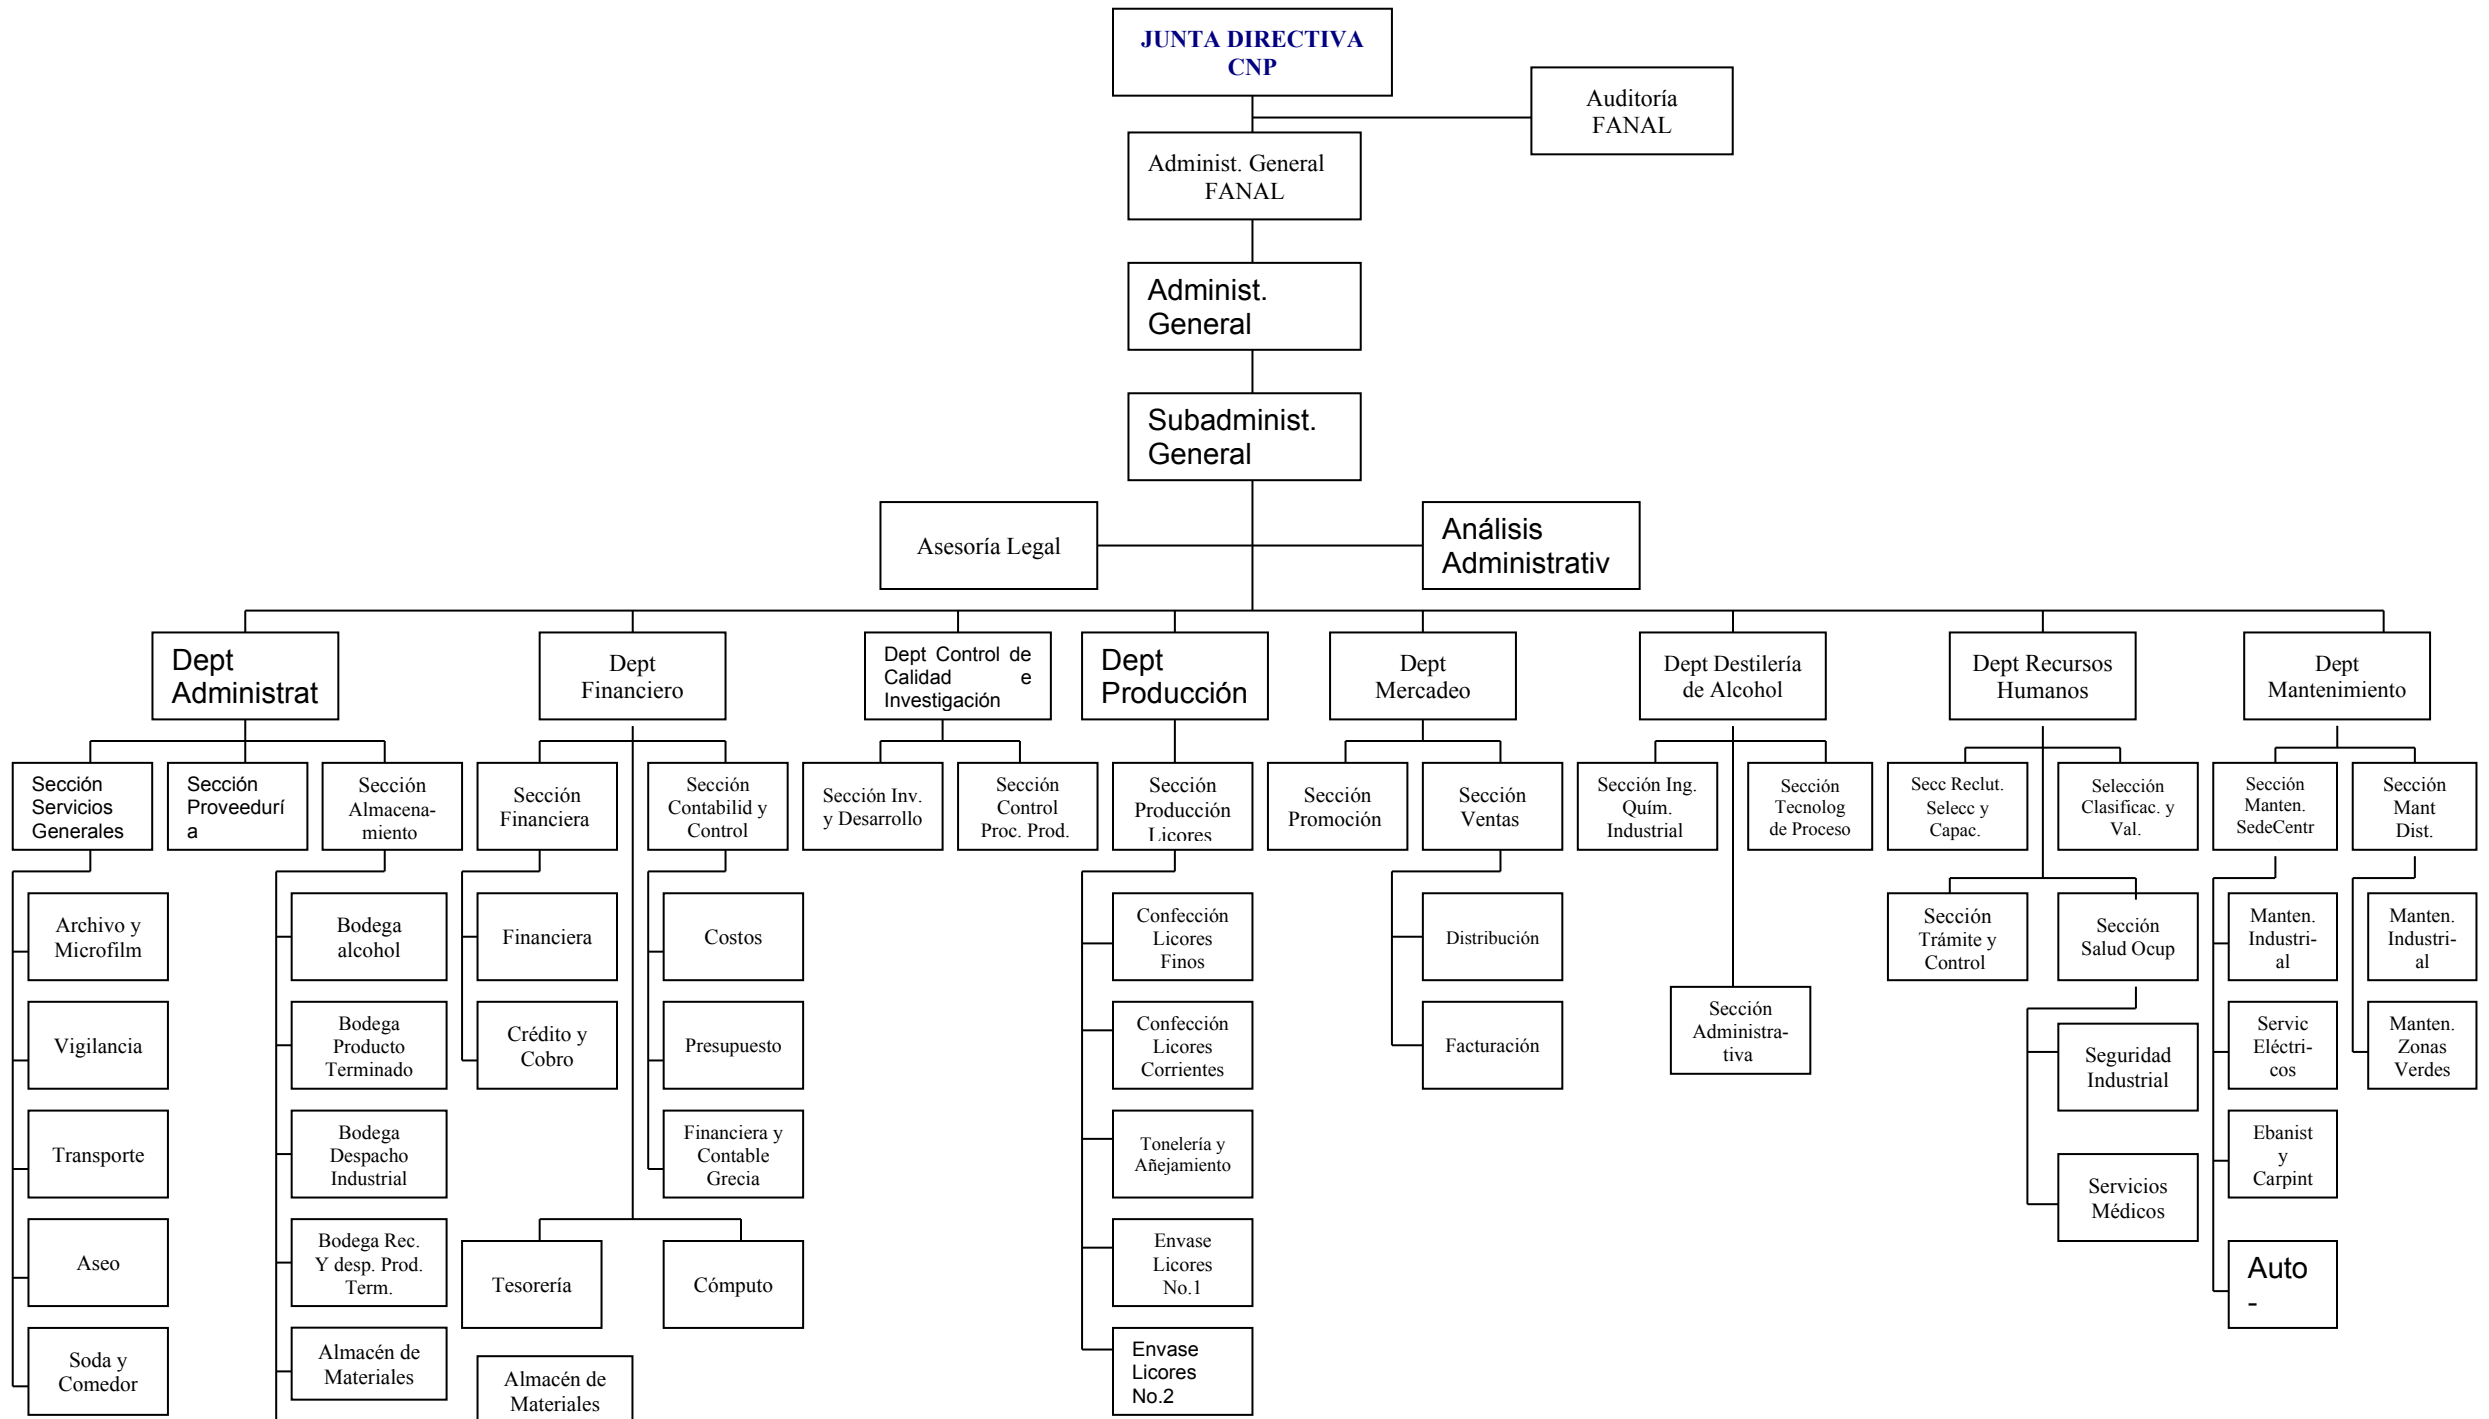 JUNTA DIRECTIVA
CNP
Auditoría
FANAL
Administ. General
FANAL
Administ.
General
Subadminist.
General
Asesoría Legal
Análisis
Administrativ
Dept
Administrat
Dept
Financiero
Dept Control de
Calidad e
Investigación
Dept
Producción
Dept
Mercadeo
Dept Destilería
de Alcohol
Dept Recursos
Humanos
Dept
Mantenimiento
Sección
Servicios
Generales
Sección
Proveedurí
a
Sección
Almacena-
miento
Sección
Financiera
Sección
Contabilid y
Control
Sección Inv.
y Desarrollo
Sección
Control
Proc. Prod.
Sección
Producción
Licores
Sección
Promoción
Sección
Ventas
Sección Ing.
Quím.
Industrial
Sección
Tecnolog
de Proceso
Secc Reclut.
Selecc y
Capac.
Selección
Clasificac. y
Val.
Sección
Manten.
SedeCentr
Sección
Mant
Dist.
Archivo y
Microfilm
Bodega
alcohol
Financiera
Costos
Confección
Licores
Finos
Distribución
Sección
Trámite y
Control
Sección
Salud Ocup
Manten.
Industri-
al
Manten.
Industri-
al
Vigilancia
Bodega
Producto
Terminado
Crédito y
Cobro
Presupuesto
Confección
Licores
Corrientes
Facturación
Sección
Administra-
tiva
Seguridad
Industrial
Servic
Eléctri-
cos
Manten.
Zonas
Verdes
Transporte
Bodega
Despacho
Industrial
Financiera y
Contable
Grecia
Tonelería y
Añejamiento
Servicios
Médicos
Ebanist
y
Carpint
Aseo
Bodega Rec.
Y desp. Prod.
Term.
Tesorería
Cómputo
Envase
Licores
No.1
Auto
-
Soda y
Comedor
Almacén de
Materiales
Almacén de
Materiales
Envase
Licores
No.2